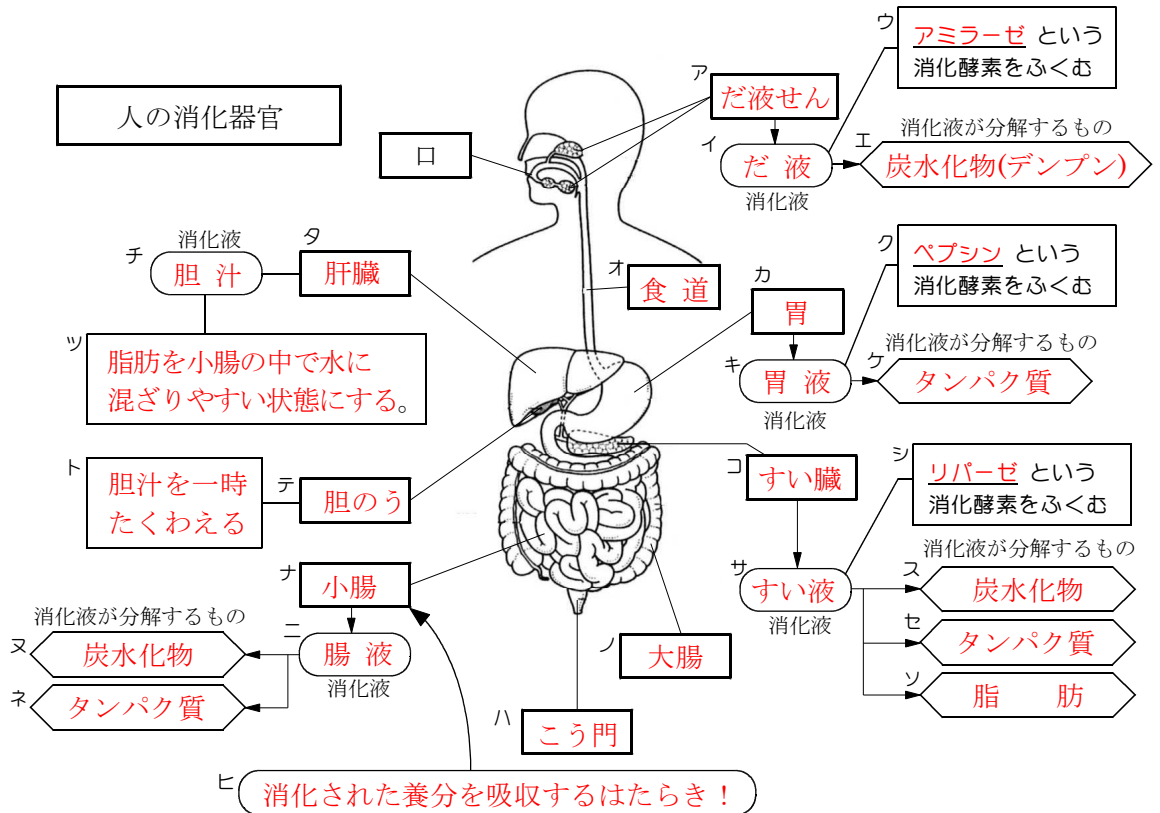 人の消化器官
口
ア
だ液せん
イ
だ 液
消化液
ウ
アミラーゼ という
消化酵素をふくむ
消化液が分解するもの
エ
炭水化物(デンプン)
オ
食 道
カ
胃
キ
胃 液
消化液
ク
ペプシン という
消化酵素をふくむ
消化液が分解するもの
ケ
タンパク質
コ
すい臓
サ
すい液
消化液
シ
リパーゼ という
消化酵素をふくむ
消化液が分解するもの
ス
炭水化物
セ
タンパク質
ソ
脂 肪
タ
肝臓
消化液
チ
胆 汁
ツ
脂肪を小腸の中で水に
混ざりやすい状態にする。
テ
胆のう
ト
胆汁を一時
たくわえる
ナ
小腸
ニ
腸 液
消化液
消化液が分解するもの
ヌ
炭水化物
ネ
タンパク質
ノ
大腸
ハ
こう門
ヒ
消化された養分を吸収するはたらき！